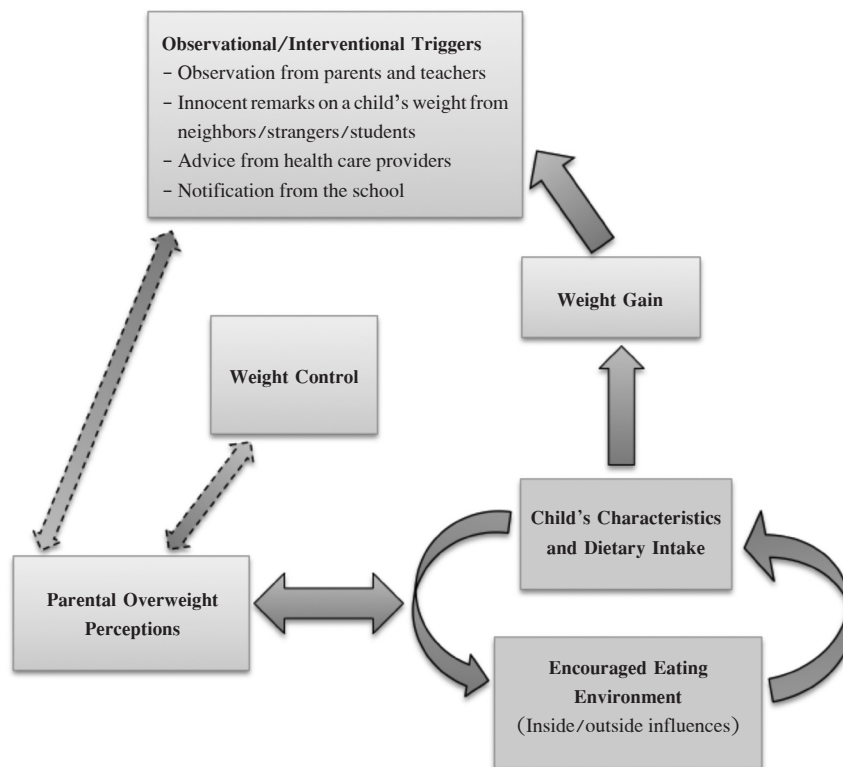 Observational/Interventional Triggers
– Observation from parents and teachers
– Innocent remarks on a child's weight from
neighbors/strangers/students
– Advice from health care providers
– Notification from the school
Weight Gain
Weight Control
Child's Characteristics
and Dietary Intake
Parental Overweight
Perceptions
Encouraged Eating
Environment
(Inside/outside influences)